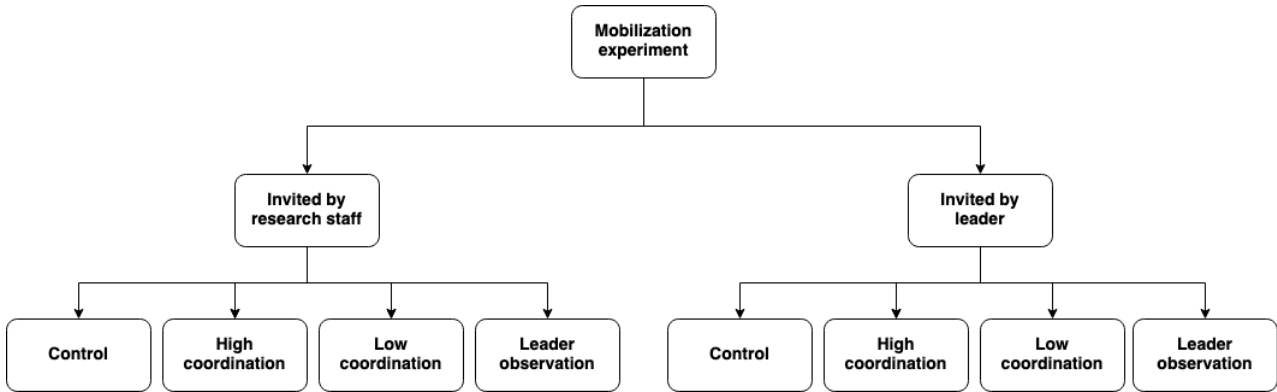 Mobilization
experiment
Invited by
research staff
Invited by
leader
Control
High
coordination
Low
coordination
Leader
observation
Control
High
coordination
Low
coordination
Leader
observation